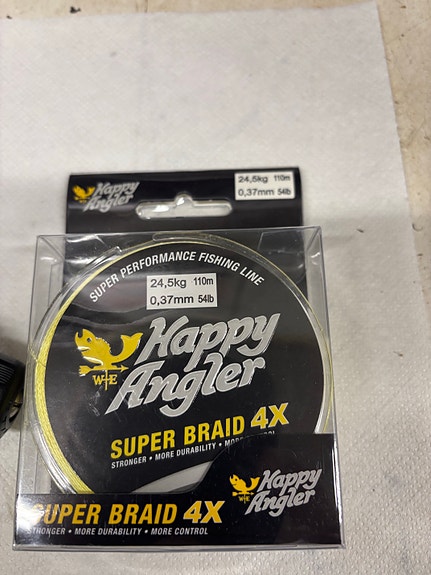 Happy
Angler
24,5kg 110m
0,37mm 54lb
SUPER PERFORMANCE FISHING LINE
24,5kg 110m
0,37mm 54lb
Happy
Angler
W E
SUPER BRAID 4X
STRONGER • MORE DURABILITY • MORE CONTROL
Happy
Angler
W E
SUPER BRAID 4X
STRONGER • MORE DURABILITY • MORE CONTROL